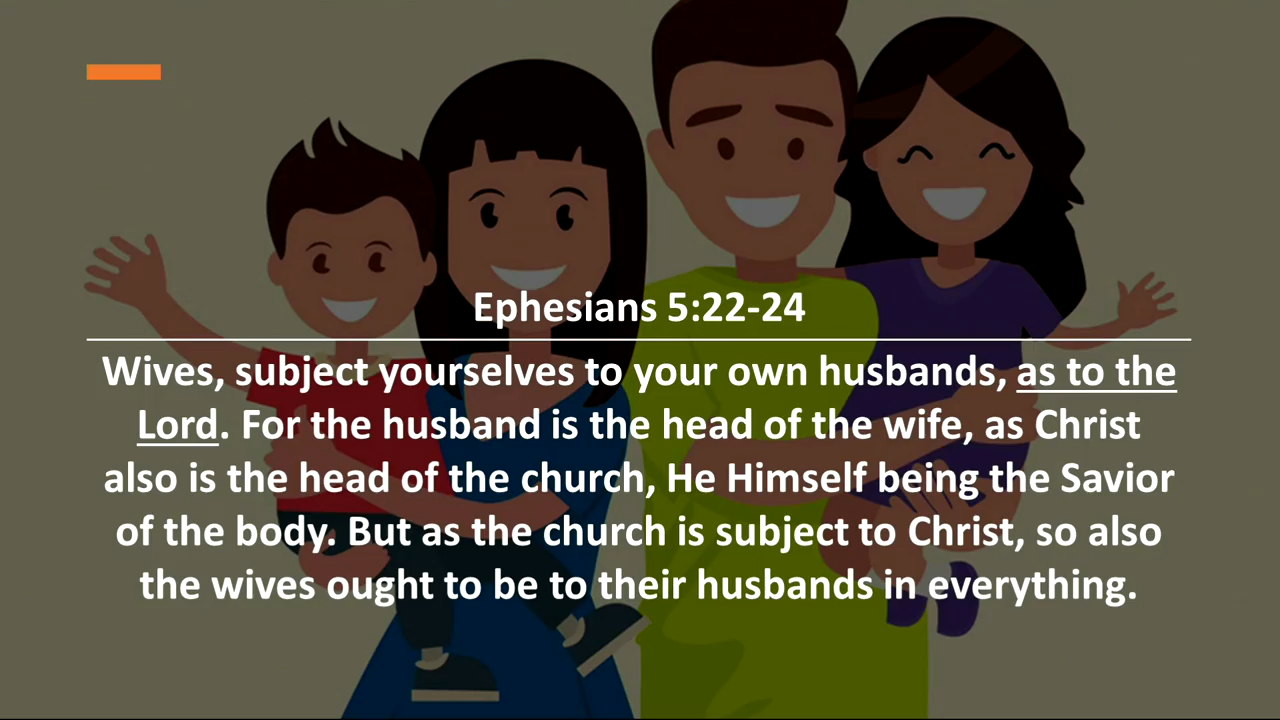 Ephesians 5:22-24
Wives, subject yourselves to your own husbands, as to the
Lord. For the husband is the head of the wife, as Christ
also is the head of the church, He Himself being the Savior
of the body. But as the church is subject to Christ, so also
the wives ought to be to their husbands in everything.